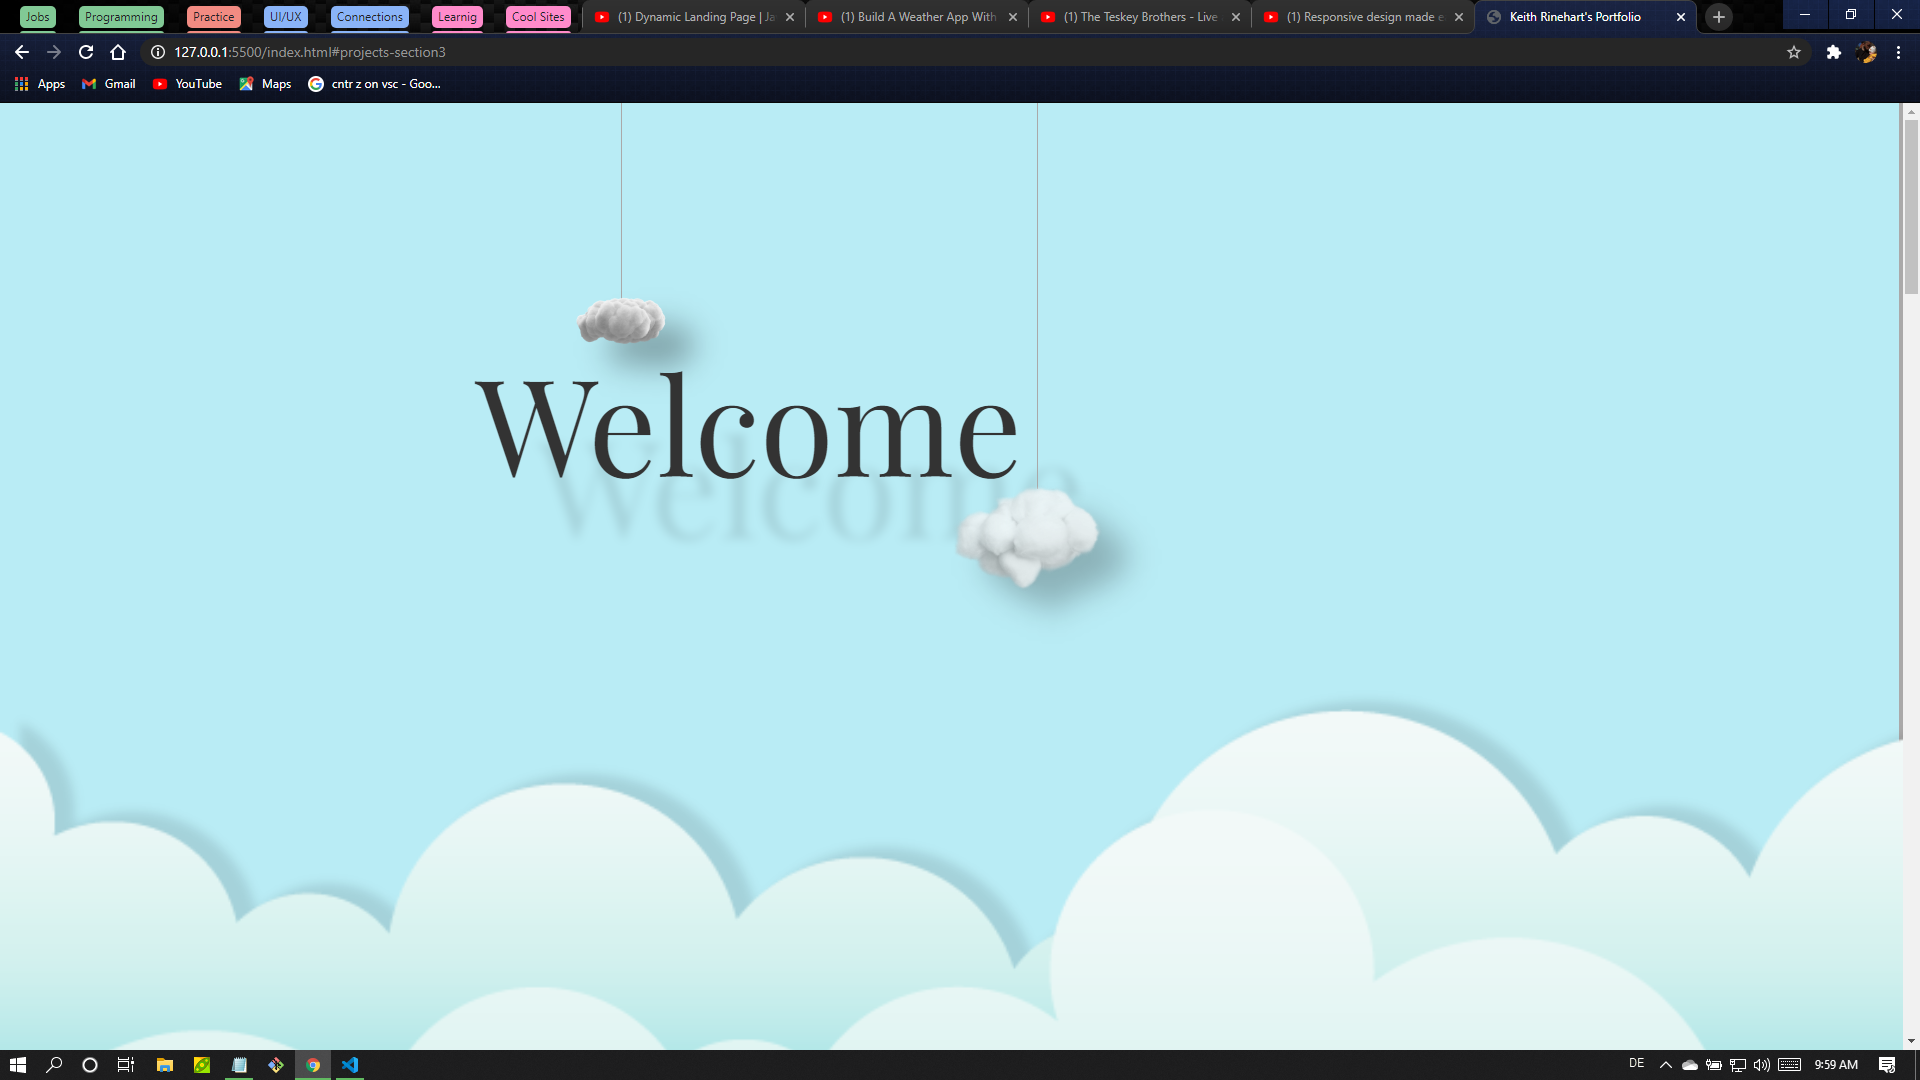 Jobs
Programming
Practice
UI/UX
Connections
Learnig
Cool Sites
(1) Dynamic Landing Page | Ja
(1) Build A Weather App With
(1) The Teskey Brothers - Live
(1) Responsive design made e
Keith Rinehart's Portfolio
127.0.0.1:5500/index.html#projects-section3
Apps
Gmail
YouTube
Maps
cntr z on vsc - Goo...
Welcome
Welcome
DE
9:59 AM